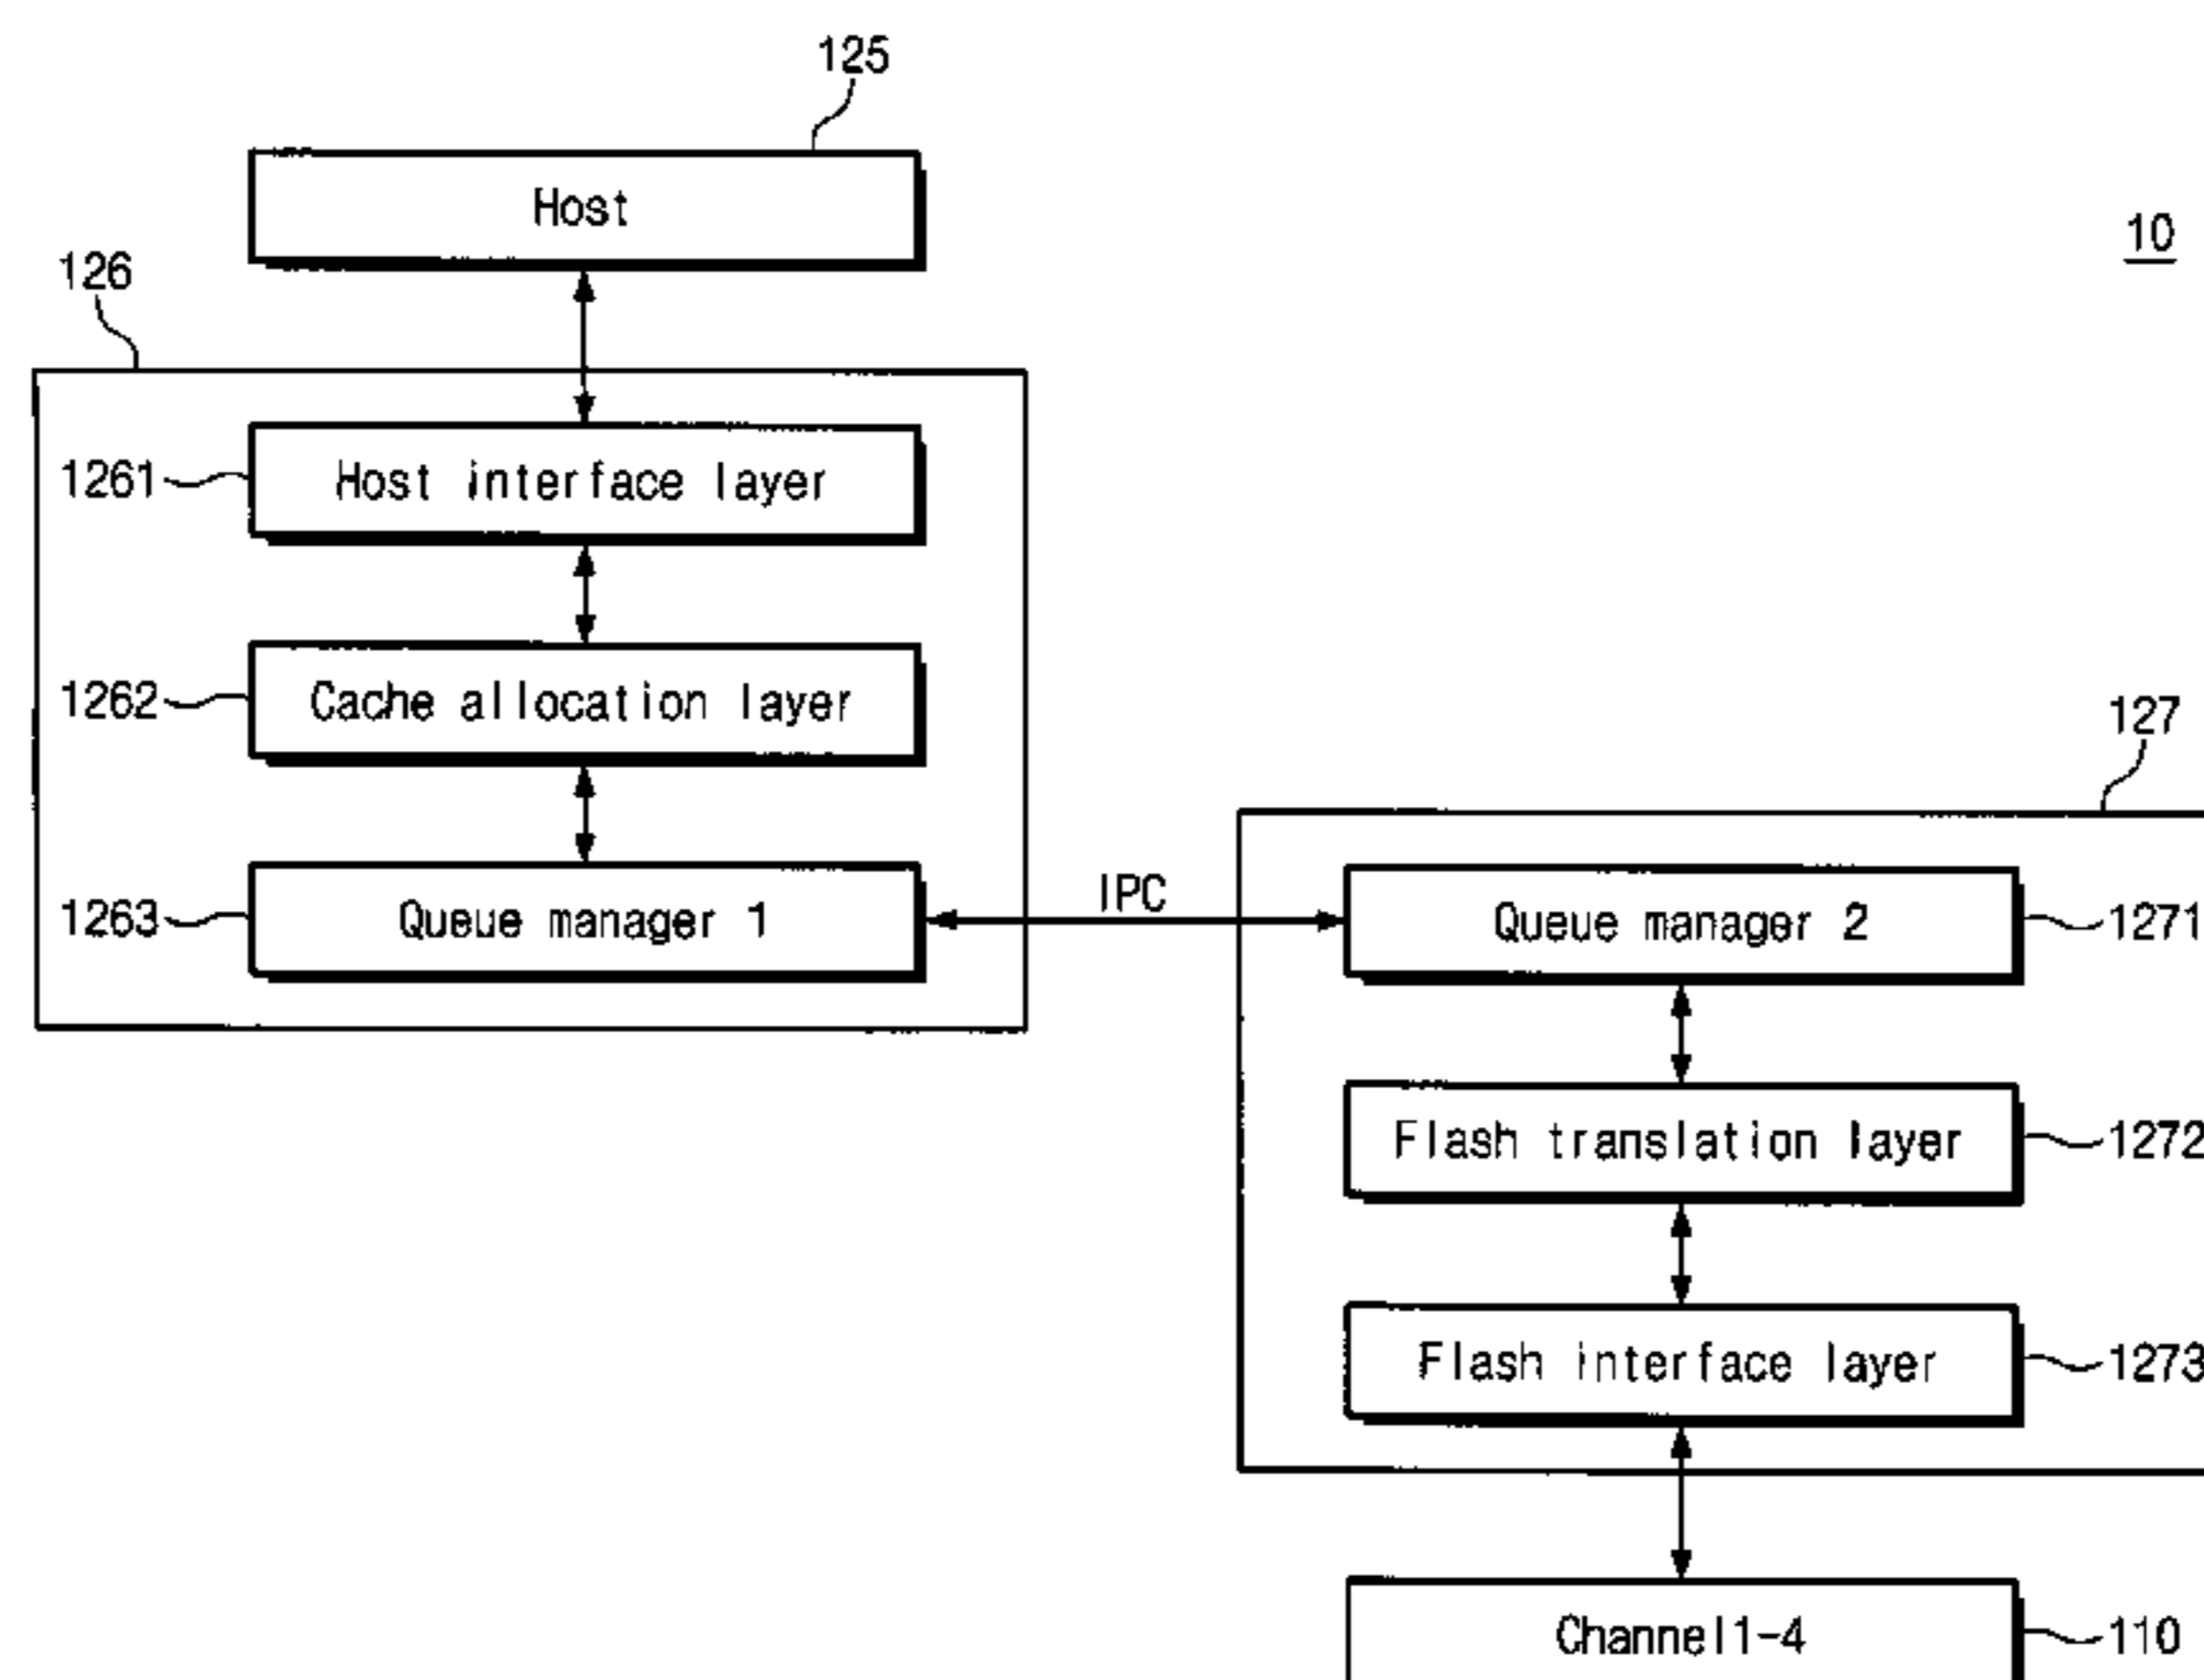 125
Host
10
126
1261 Host interface layer
1262 Cache allocation layer
127
1263 Queue manager 1 IPC Queue manager 2 1271
Flash translation layer 1272
Flash interface layer 1273
Channel1-4 110